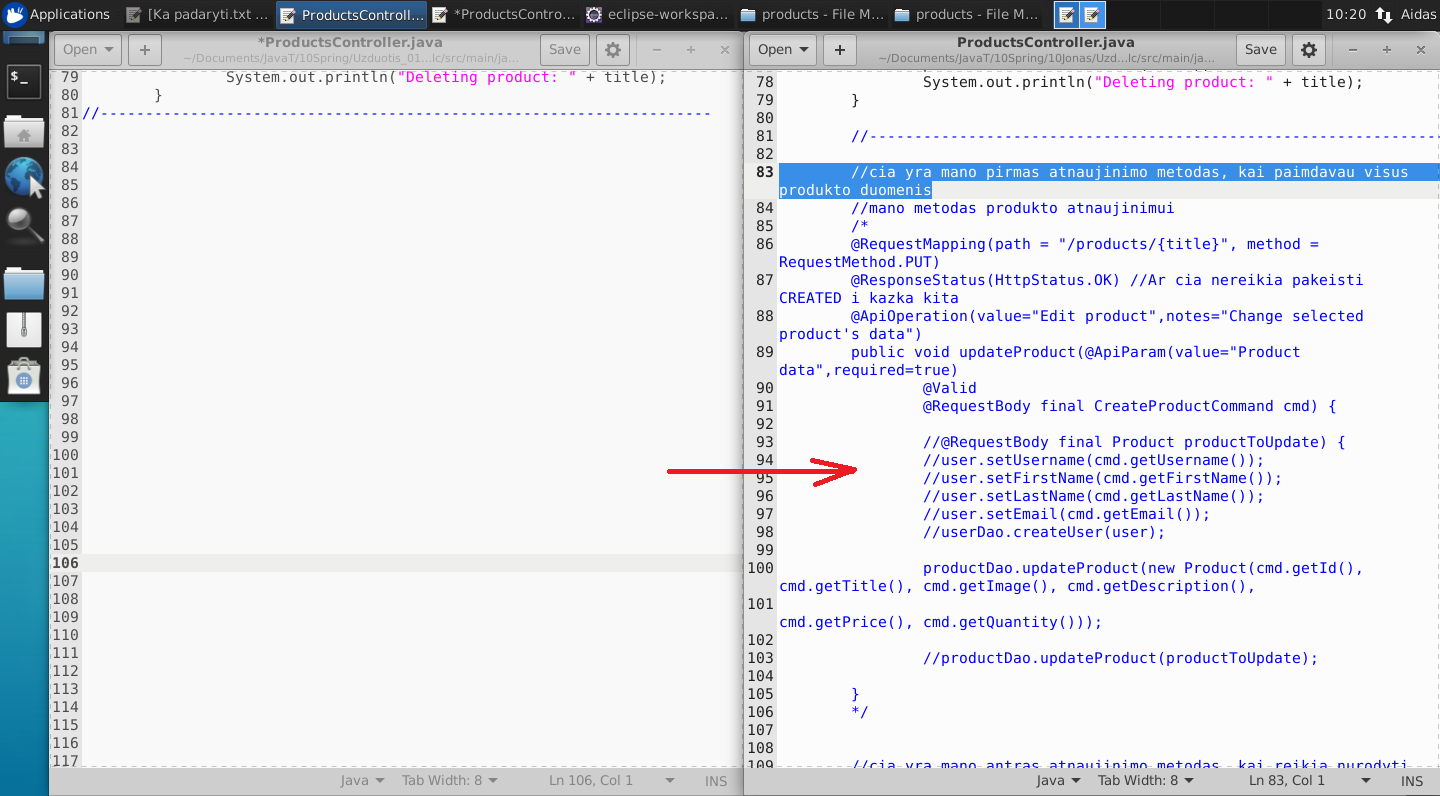 Applications
[Ka padaryti.txt ...
ProductsControll...
*ProductsContro...
eclipse-workspa...
products - File M...
products - File M...
10:20
Aidas
Open
*ProductsController.java
~/Documents/JavaT/10Spring/Uzduotis_01...lc/src/main/ja...
Save
79 System.out.println("Deleting product: " + title);
80 }
81 //--------------------------------------------------------------------
82
83
84
85
86
87
88
89
90
91
92
93
94
95
96
97
98
99
100
101
102
103
104
105
106
107
108
109
110
111
112
113
114
115
116
117
Java Tab Width: 8 Ln 106, Col 1 INS
Open
ProductsController.java
~/Documents/JavaT/10Spring/10Jonas/Uzd...lc/src/main/ja...
Save
78 System.out.println("Deleting product: " + title);
79 }
80
81 //---------------------------------------------------------------
82
83 //cia yra mano pirmas atnaujinimo metodas, kai paimdavau visus
produkto duomenis
84 //mano metodas produkto atnaujinimui
85 /*
86 @RequestMapping(path = "/products/{title}", method =
RequestMethod.PUT)
87 @ResponseStatus(HttpStatus.OK) //Ar cia nereikia pakeisti
CREATED i kazka kita
88 @ApiOperation(value="Edit product",notes="Change selected
product's data")
89 public void updateProduct(@ApiParam(value="Product
data",required=true)
90 @Valid
91 @RequestBody final CreateProductCommand cmd) {
92
93 //@RequestBody final Product productToUpdate) {
94 //user.setUsername(cmd.getUsername());
95 //user.setFirstName(cmd.getFirstName());
96 //user.setLastName(cmd.getLastName());
97 //user.setEmail(cmd.getEmail());
98 //userDao.createUser(user);
99
100 productDao.updateProduct(new Product(cmd.getId(),
cmd.getTitle(), cmd.getImage(), cmd.getDescription(),
101
cmd.getPrice(), cmd.getQuantity()));
102
103 //productDao.updateProduct(productToUpdate);
104
105 }
106 */
107
108
109 //cia yra mano antras atnaujinimo metodas, kai reikia nurodyti
Java Tab Width: 8 Ln 83, Col 1 INS